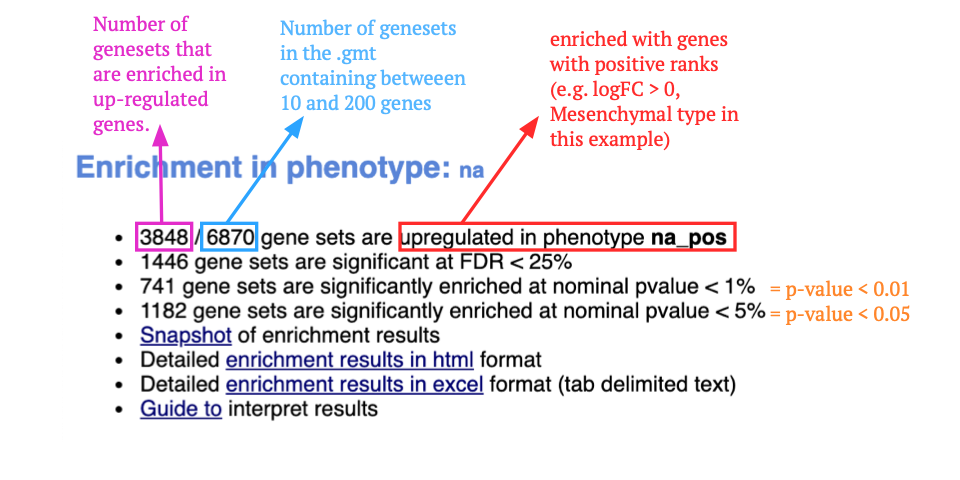 Number of
genesets that
are enriched in
up-regulated
genes.
Number of genesets
in the .gmt
containing betweeen
10 and 200 genes
enriched with genes
with positive ranks
(e.g. logFC > 0,
Mesenchymal type in
this example)
Enrichment in phenotype: na
• 3848 / 6870 gene sets are upregulated in phenotype na_pos
• 1446 gene sets are significant at FDR < 25%
• 741 gene sets are significantly enriched at nominal pvalue < 1% = p-value < 0.01
• 1182 gene sets are significantly enriched at nominal pvalue < 5% = p-value < 0.05
• Snapshot of enrichment results
• Detailed enrichment results in html format
• Detailed enrichment results in excel format (tab delimited text)
• Guide to interpret results